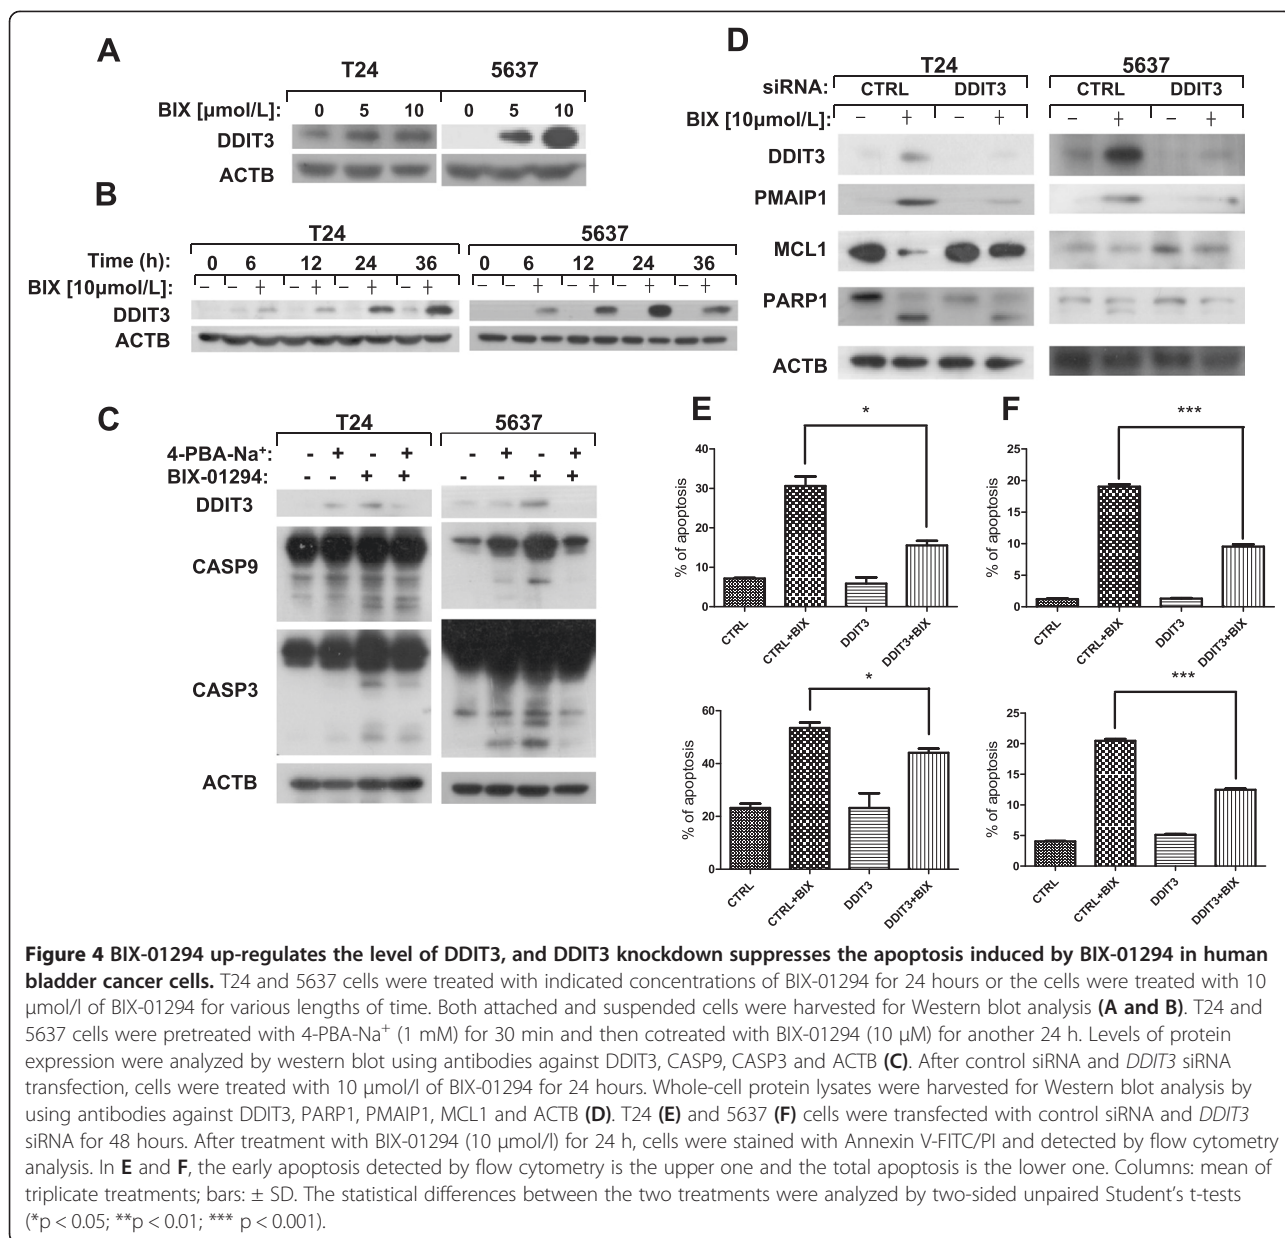 A
T24 5637
BIX [µmol/L]: 0 5 10 0 5 10
DDIT3
ACTB
B
T24 5637
Time (h): 0 6 12 24 36 0 6 12 24 36
BIX [10µmol/L]: − − + − + − + − + − − + − + − + − +
DDIT3
ACTB
C
T24 5637
4-PBA-Na⁺: - + - + - + - +
BIX-01294: - - + + - - + +
DDIT3
CASP9
CASP3
ACTB
D
T24 5637
siRNA: CTRL DDIT3 CTRL DDIT3
BIX [10µmol/L]: − + − + − + − +
DDIT3
PMAIP1
MCL1
PARP1
ACTB
E
*
% of apoptosis
40
30
20
10
0
CTRL CTRL+BIX DDIT3 DDIT3+BIX
*
% of apoptosis
60
40
20
0
CTRL CTRL+BIX DDIT3 DDIT3+BIX
F
***
% of apoptosis
25
20
15
10
5
0
CTRL CTRL+BIX DDIT3 DDIT3+BIX
***
% of apoptosis
25
20
15
10
5
0
CTRL CTRL+BIX DDIT3 DDIT3+BIX
Figure 4 BIX-01294 up-regulates the level of DDIT3, and DDIT3 knockdown suppresses the apoptosis induced by BIX-01294 in human
bladder cancer cells. T24 and 5637 cells were treated with indicated concentrations of BIX-01294 for 24 hours or the cells were treated with 10
µmol/l of BIX-01294 for various lengths of time. Both attached and suspended cells were harvested for Western blot analysis (A and B). T24 and
5637 cells were pretreated with 4-PBA-Na⁺ (1 mM) for 30 min and then cotreated with BIX-01294 (10 µM) for another 24 h. Levels of protein
expression were analyzed by western blot using antibodies against DDIT3, CASP9, CASP3 and ACTB (C). After control siRNA and DDIT3 siRNA
transfection, cells were treated with 10 µmol/l of BIX-01294 for 24 hours. Whole-cell protein lysates were harvested for Western blot analysis by
using antibodies against DDIT3, PARP1, PMAIP1, MCL1 and ACTB (D). T24 (E) and 5637 (F) cells were transfected with control siRNA and DDIT3
siRNA for 48 hours. After treatment with BIX-01294 (10 µmol/l) for 24 h, cells were stained with Annexin V-FITC/PI and detected by flow cytometry
analysis. In E and F, the early apoptosis detected by flow cytometry is the upper one and the total apoptosis is the lower one. Columns: mean of
triplicate treatments; bars: ± SD. The statistical differences between the two treatments were analyzed by two-sided unpaired Student’s t-tests
(*p < 0.05; **p < 0.01; *** p < 0.001).